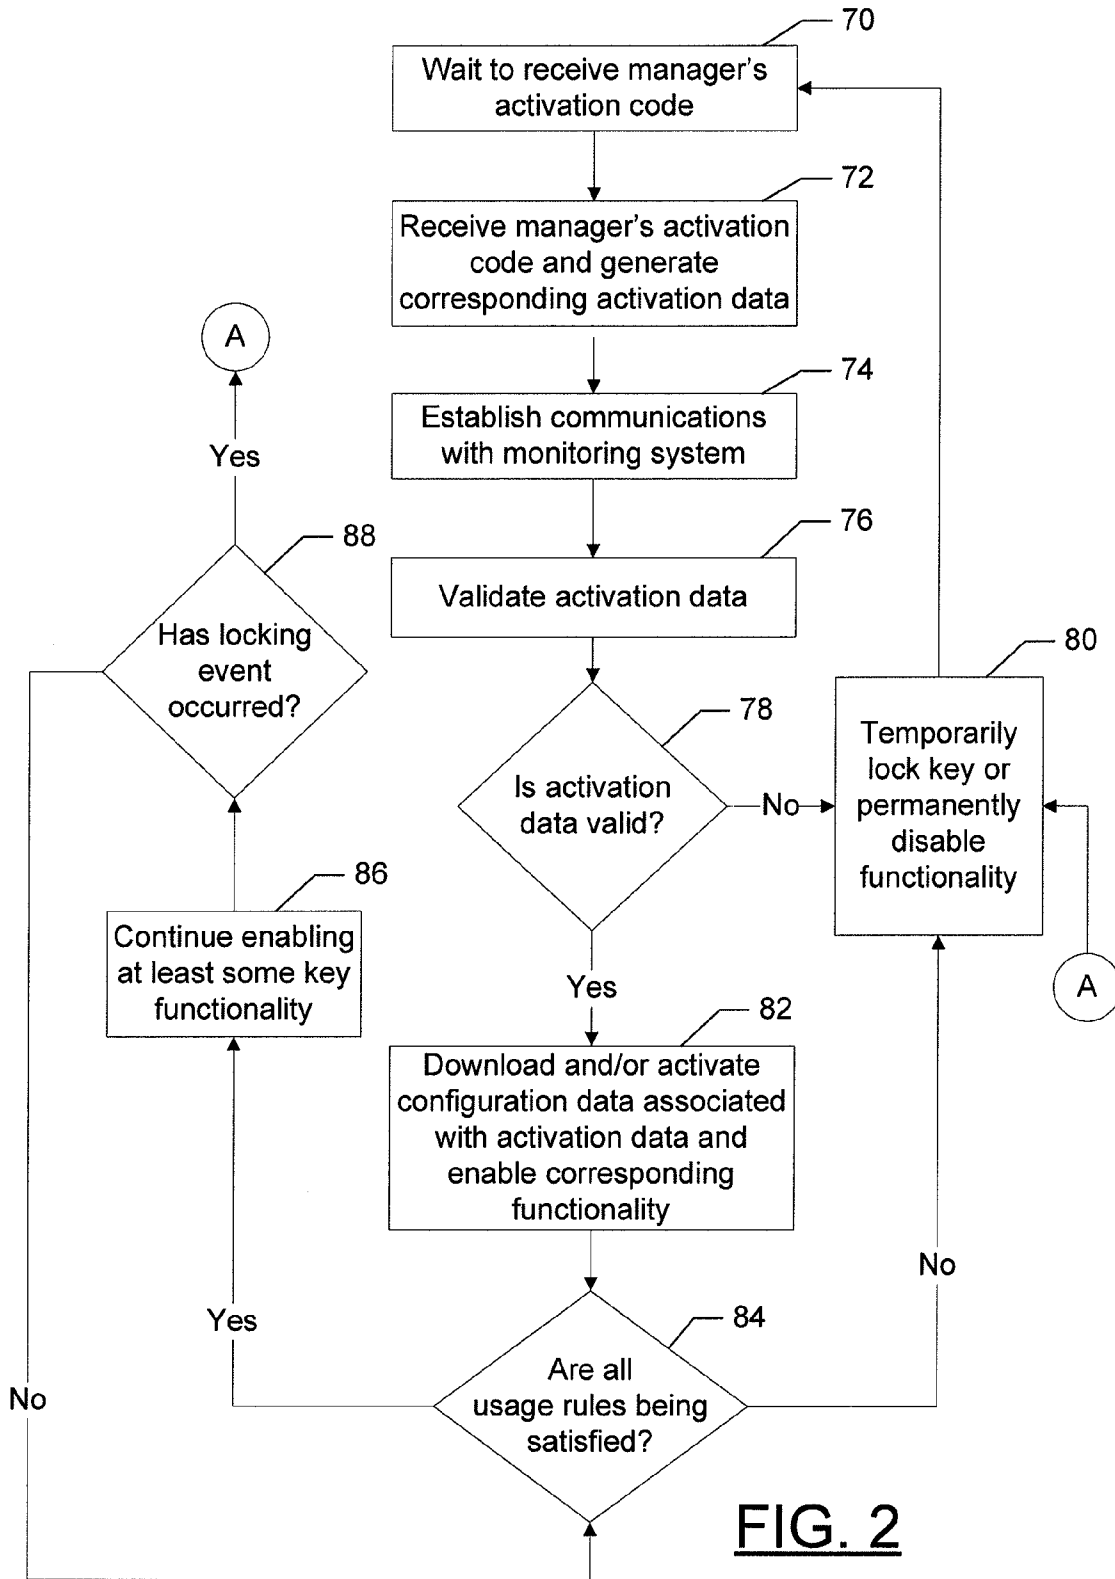 70
Wait to receive manager's
activation code
72
Receive manager's activation
code and generate
corresponding activation data
A
74
Establish communications
with monitoring system
Yes
76
88
Validate activation data
Has locking
event
occurred?
80
78
Temporarily
lock key or
permanently
disable
functionality
Is activation
data valid?
No
86
Continue enabling
at least some key
functionality
Yes
A
82
Download and/or activate
configuration data associated
with activation data and
enable corresponding
functionality
No
Yes
84
Are all
usage rules being
satisfied?
No
FIG. 2